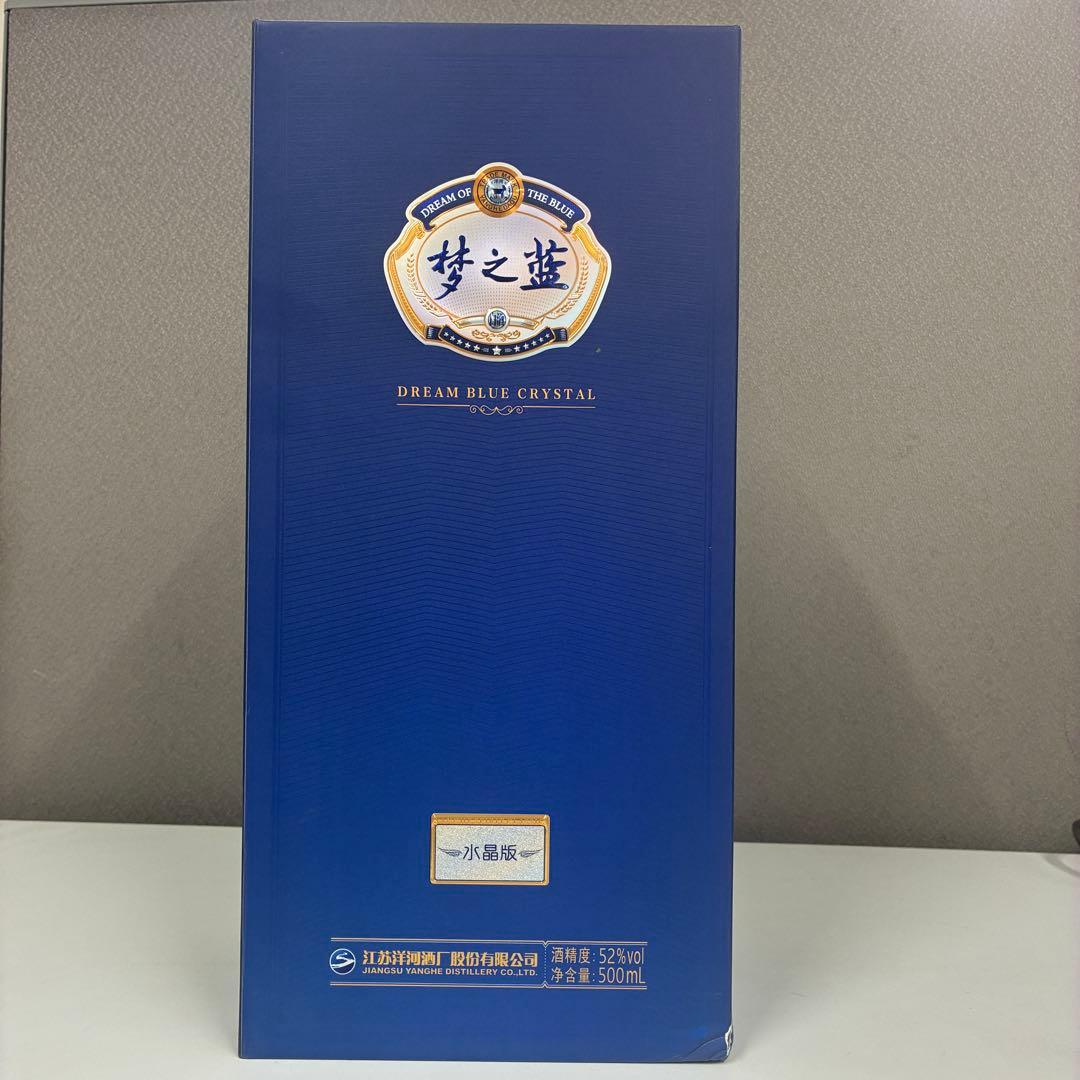 TRADE MARK
DREAM OF THE BLUE
梦之蓝
DREAM BLUE CRYSTAL
水晶版
江苏洋河酒厂股份有限公司
JIANGSU YANGHE DISTILLERY CO.,LTD.
酒精度:52%vol
净含量:500mL